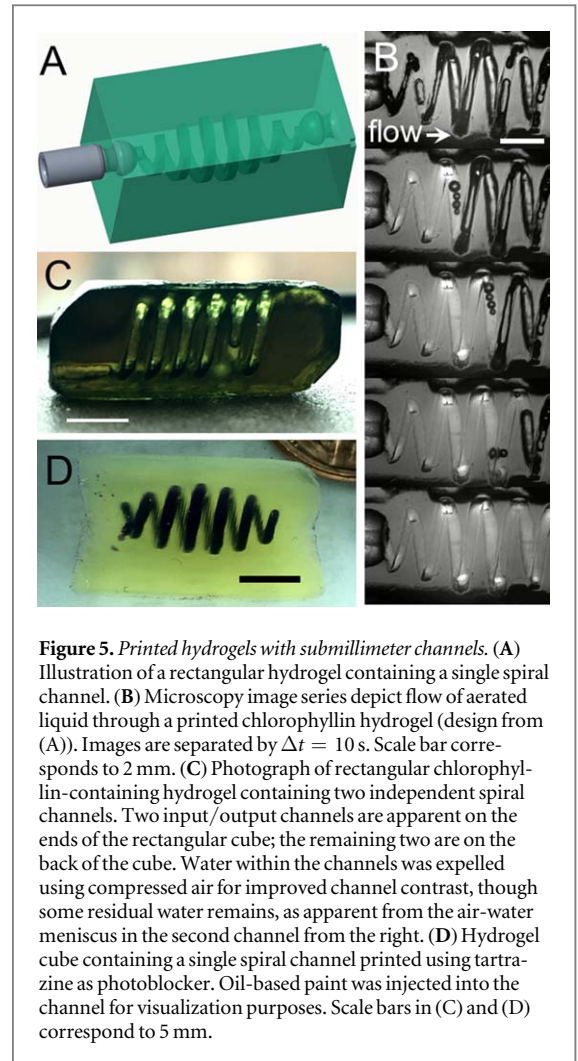 A
B
flow
C
D
Figure 5. Printed hydrogels with submillimeter channels. (A)
Illustration of a rectangular hydrogel containing a single spiral
channel. (B) Microscopy image series depict flow of aerated
liquid through a printed chlorophyllin hydrogel (design from
(A)). Images are separated by Δt = 10 s. Scale bar corre-
sponds to 2 mm. (C) Photograph of rectangular chlorophyl-
lin-containing hydrogel containing two independent spiral
channels. Two input/output channels are apparent on the
ends of the rectangular cube; the remaining two are on the
back of the cube. Water within the channels was expelled
using compressed air for improved channel contrast, though
some residual water remains, as apparent from the air-water
meniscus in the second channel from the right. (D) Hydrogel
cube containing a single spiral channel printed using tartra-
zine as photoblocker. Oil-based paint was injected into the
channel for visualization purposes. Scale bars in (C) and (D)
correspond to 5 mm.